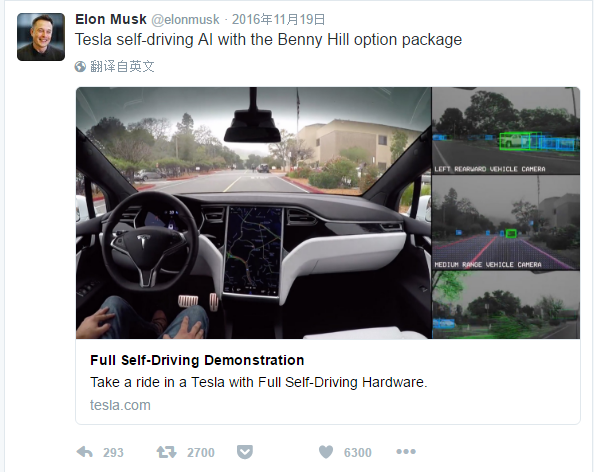 Elon Musk @elonmusk · 2016年11月19日
Tesla self-driving AI with the Benny Hill option package
翻译自英文
LEFT REARWARD VEHICLE CAMERA
MEDIUM RANGE VEHICLE CAMERA
Full Self-Driving Demonstration
Take a ride in a Tesla with Full Self-Driving Hardware.
tesla.com
293 2700 6300